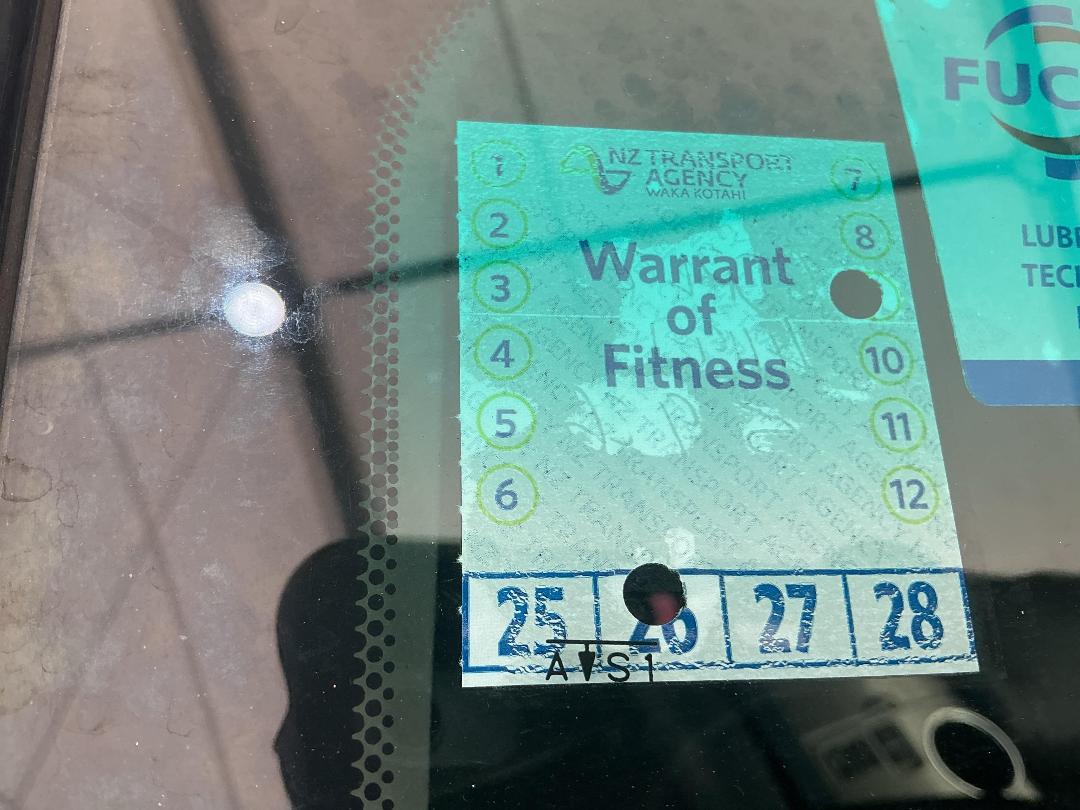 NZ TRANSPORT
AGENCY
WAKA KOTAHI
Warrant
of
Fitness
1
2
3
4
5
6
7
8
10
11
12
25 26 27 28
A S1
FUC
LUB
TEC